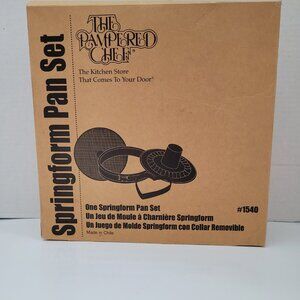 THE
PAMPERED
CHEF®
The Kitchen Store
That Comes To Your Door®
Springform Pan Set
One Springform Pan Set
#1540
Un Jeu de Moule à Charnière Springform
Un Juego de Molde Springform con Collar Removible
Made in Chile